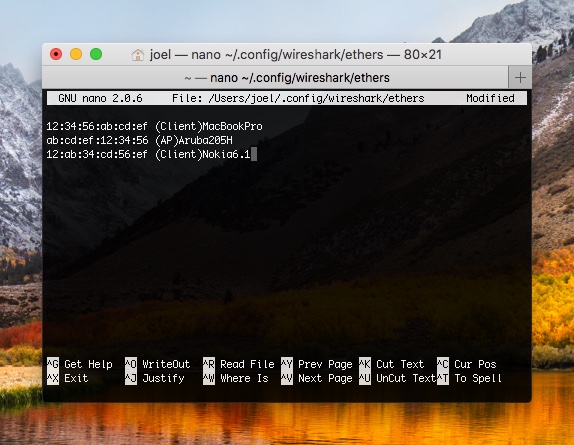 joel — nano ~/.config/wireshark/ethers — 80×21
~ — nano ~/.config/wireshark/ethers
GNU nano 2.0.6 File: /Users/joel/.config/wireshark/ethers Modified
12:34:56:ab:cd:ef (Client)MacBookPro
ab:cd:ef:12:34:56 (AP)Aruba205H
12:ab:34:cd:56:ef (Client)Nokia6.1
^G Get Help ^O WriteOut ^R Read File ^Y Prev Page ^K Cut Text ^C Cur Pos
^X Exit ^J Justify ^W Where Is ^V Next Page ^U UnCut Text ^T To Spell